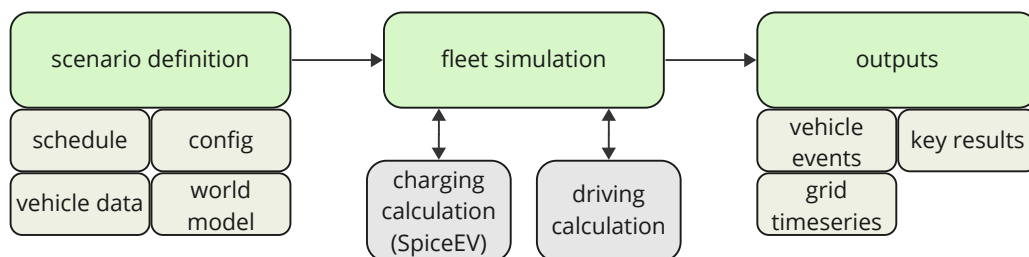 scenario definition
fleet simulation
outputs
schedule
config
vehicle data
world
model
charging
calculation
(SpiceEV)
driving
calculation
vehicle
events
key results
grid
timeseries